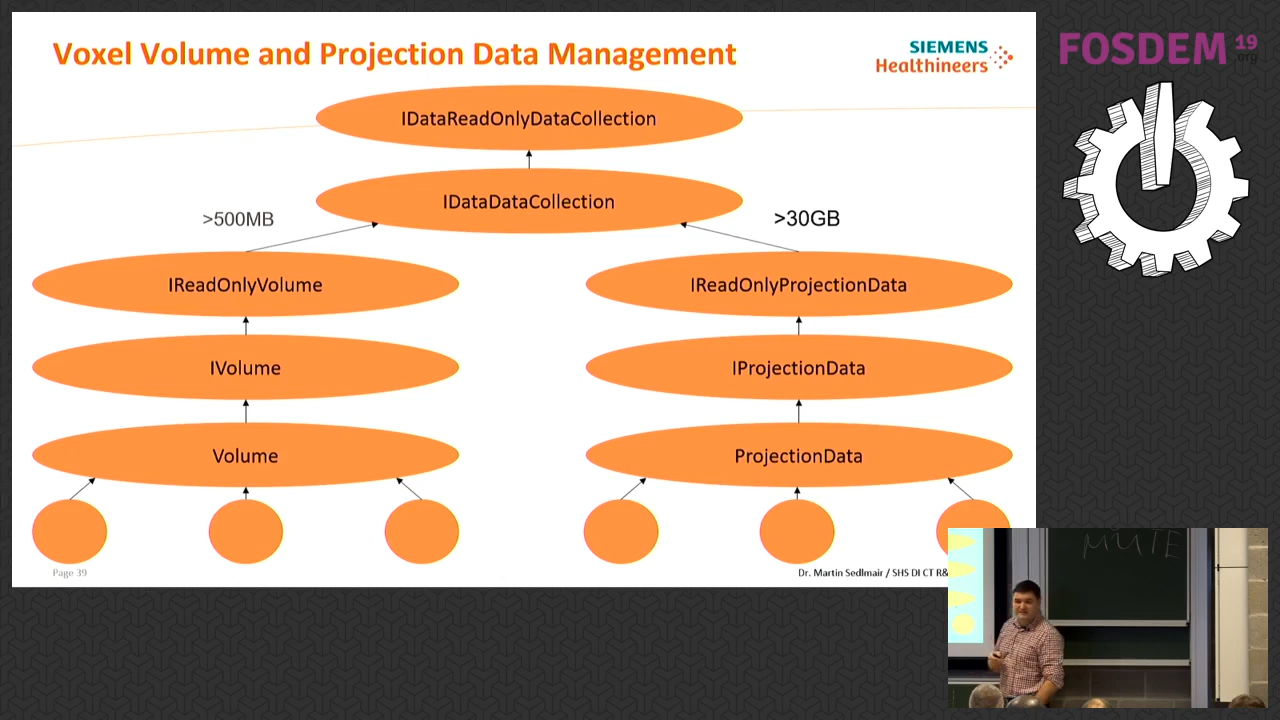 Voxel Volume and Projection Data Management
SIEMENS
Healthineers
FOSDEM 19
.org
IDataReadOnlyDataCollection
IDataDataCollection
>500MB
>30GB
IReadOnlyVolume
IReadOnlyProjectionData
IVolume
IProjectionData
Volume
ProjectionData
MUTE
Page 39
Dr. Martin Sedlmair / SHS DI CT R&